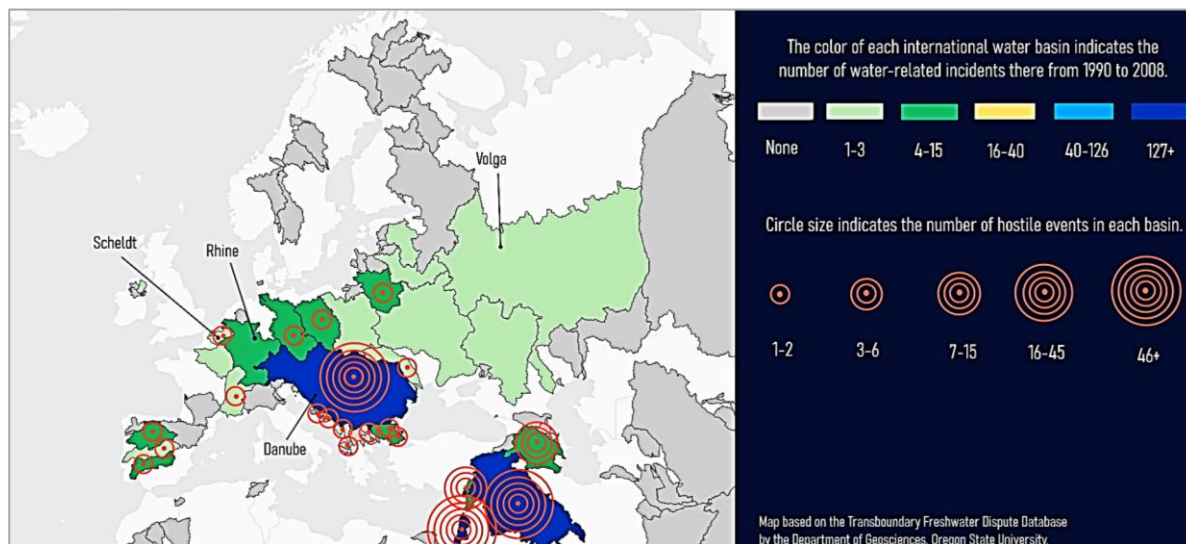 Volga
Scheldt
Rhine
Danube
The color of each international water basin indicates the
number of water-related incidents there from 1990 to 2008.
None
1-3
4-15
16-40
40-126
127+
Circle size indicates the number of hostile events in each basin.
1-2
3-6
7-15
16-45
46+
Map based on the Transboundary Freshwater Dispute Database
by the Department of Geosciences, Oregon State University.